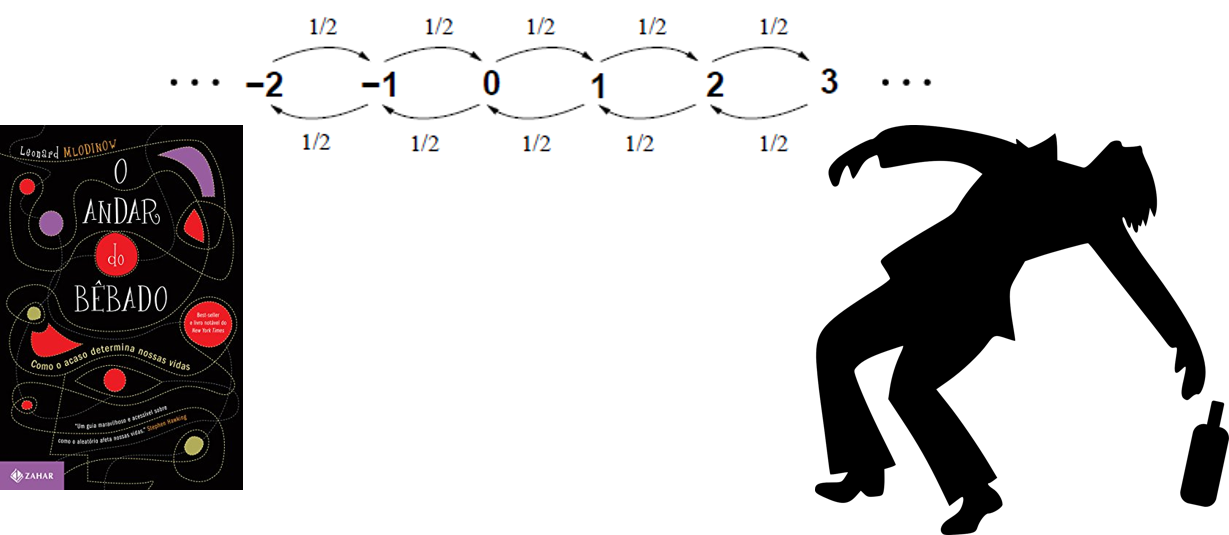 1/2 1/2 1/2 1/2 1/2
··· −2 −1 0 1 2 3 ···
1/2 1/2 1/2 1/2 1/2
Leonard MLODINOW
O
ANDAR
do
BÊBADO
Best-seller
e livro notável do
New York Times
Como o acaso determina nossas vidas
"Um guia maravilhoso e acessível sobre
como o aleatório afeta nossas vidas." Stephen Hawking
ZAHAR